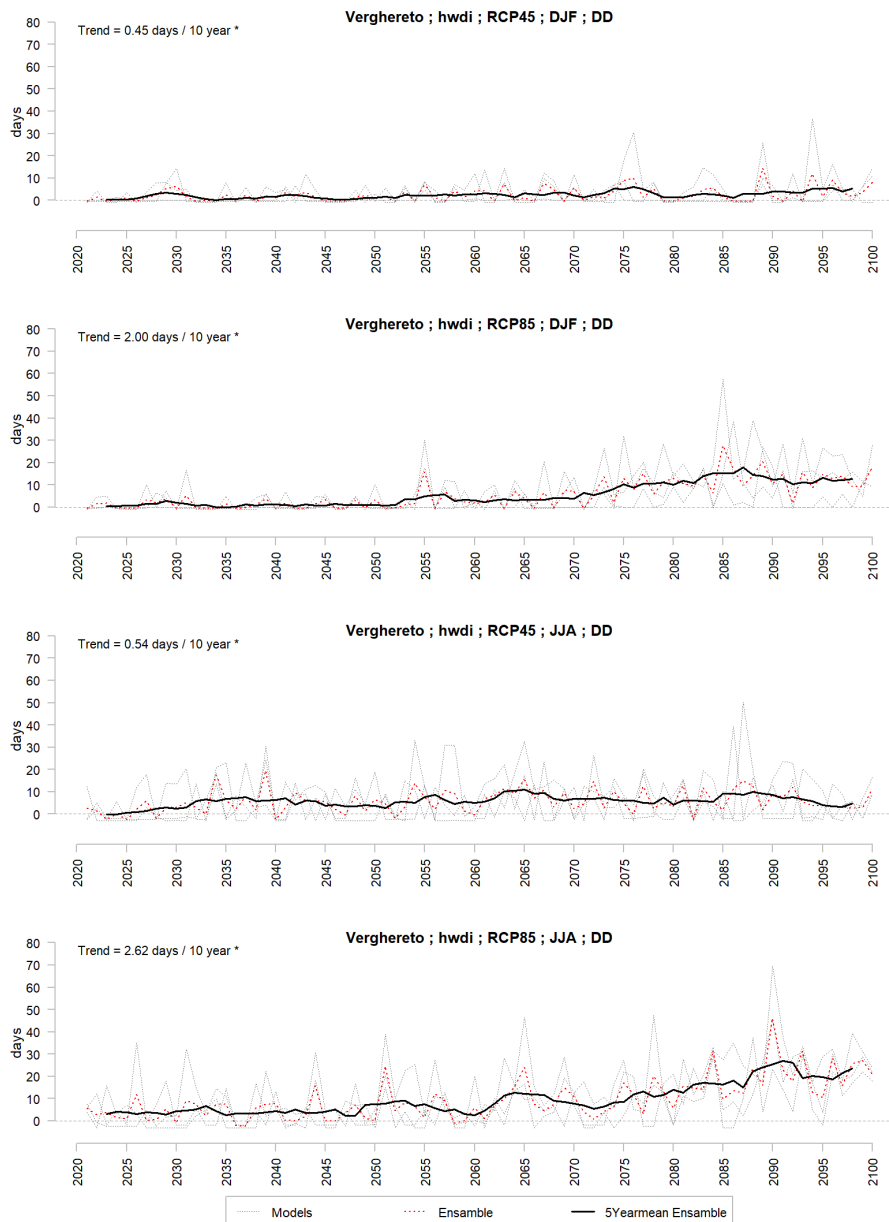 Verghereto ; hwdi ; RCP45 ; DJF ; DD
Trend = 0.45 days / 10 year *
80
70
60
50
40
30
20
10
0
days
2020 2025 2030 2035 2040 2045 2050 2055 2060 2065 2070 2075 2080 2085 2090 2095 2100
Verghereto ; hwdi ; RCP85 ; DJF ; DD
Trend = 2.00 days / 10 year *
80
70
60
50
40
30
20
10
0
days
2020 2025 2030 2035 2040 2045 2050 2055 2060 2065 2070 2075 2080 2085 2090 2095 2100
Verghereto ; hwdi ; RCP45 ; JJA ; DD
Trend = 0.54 days / 10 year *
80
70
60
50
40
30
20
10
0
days
2020 2025 2030 2035 2040 2045 2050 2055 2060 2065 2070 2075 2080 2085 2090 2095 2100
Verghereto ; hwdi ; RCP85 ; JJA ; DD
Trend = 2.62 days / 10 year *
80
70
60
50
40
30
20
10
0
days
2020 2025 2030 2035 2040 2045 2050 2055 2060 2065 2070 2075 2080 2085 2090 2095 2100
Models Ensamble 5Yearmean Ensamble